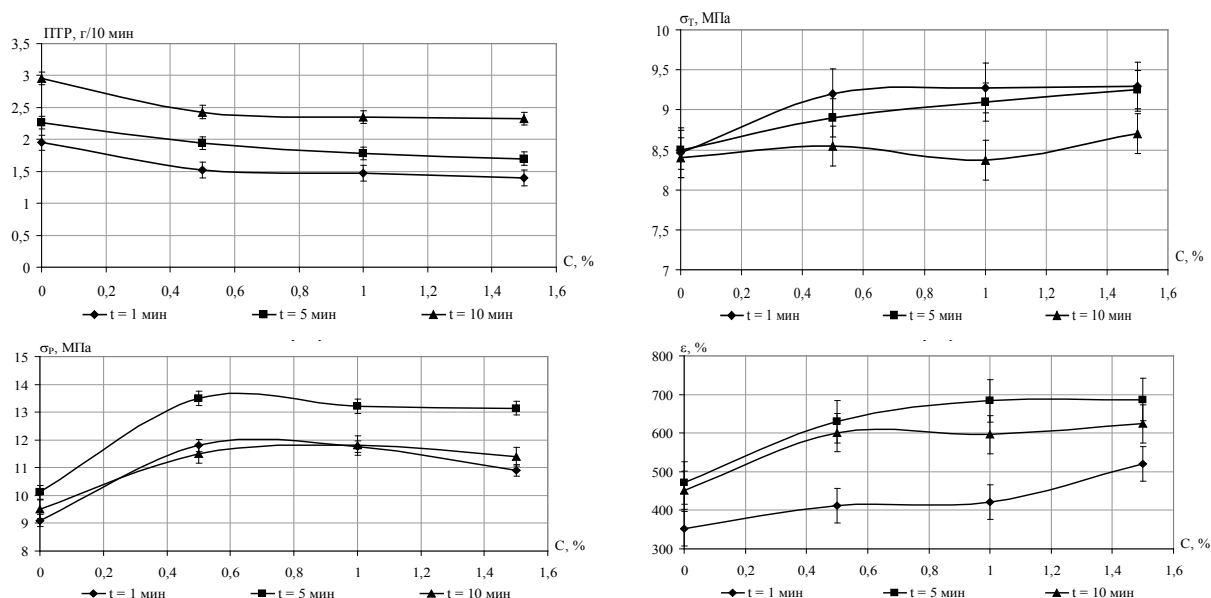 ПТР, г/10 мин
3,5
3
2,5
2
1,5
1
0,5
0
С, %
0 0,2 0,4 0,6 0,8 1 1,2 1,4 1,6
t = 1 мин t = 5 мин t = 10 мин
σТ, МПа
10
9,5
9
8,5
8
7,5
7
С, %
0 0,2 0,4 0,6 0,8 1 1,2 1,4 1,6
t = 1 мин t = 5 мин t = 10 мин
σР, МПа
15
14
13
12
11
10
9
8
С, %
0 0,2 0,4 0,6 0,8 1 1,2 1,4 1,6
t = 1 мин t = 5 мин t = 10 мин
ε, %
800
700
600
500
400
300
С, %
0 0,2 0,4 0,6 0,8 1 1,2 1,4 1,6
t = 1 мин t = 5 мин t = 10 мин